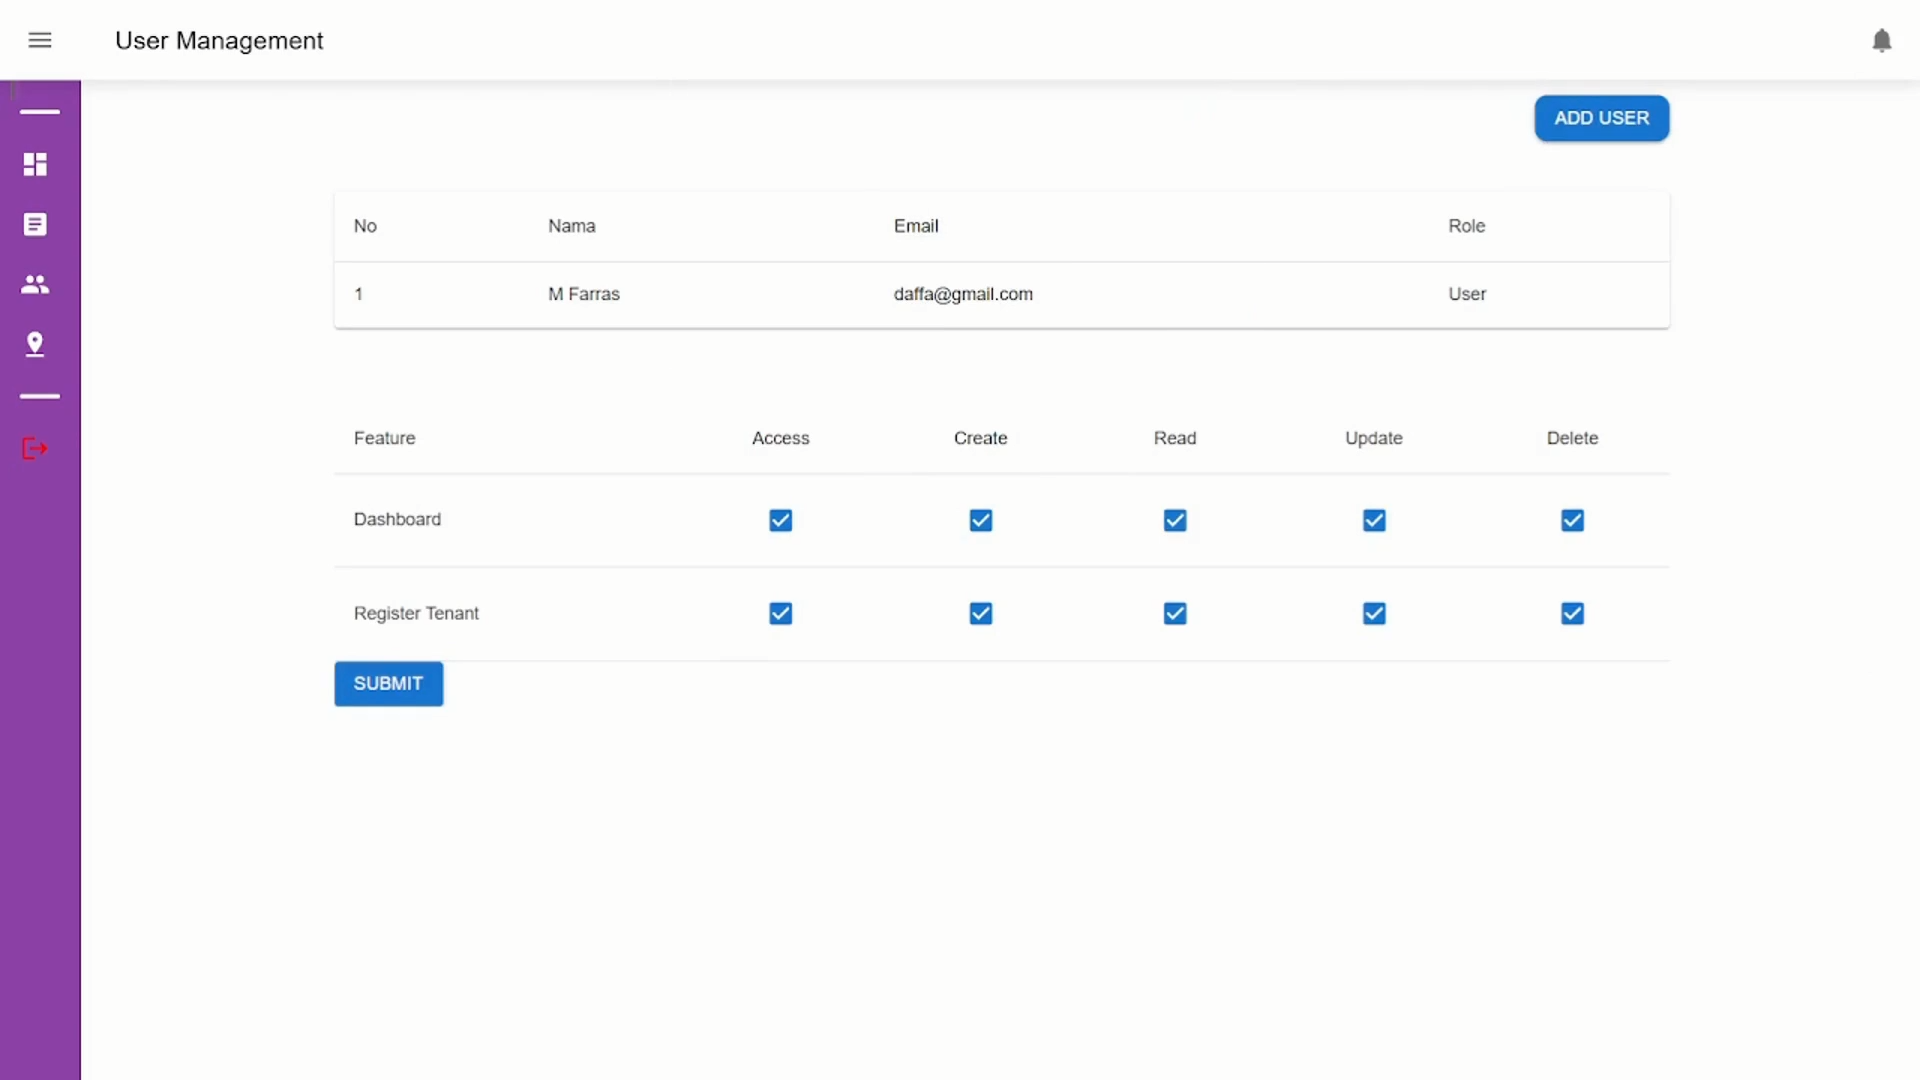 User Management
ADD USER
No Nama Email Role
1 M Farras daffa@gmail.com User
Feature Access Create Read Update Delete
Dashboard
Register Tenant
SUBMIT